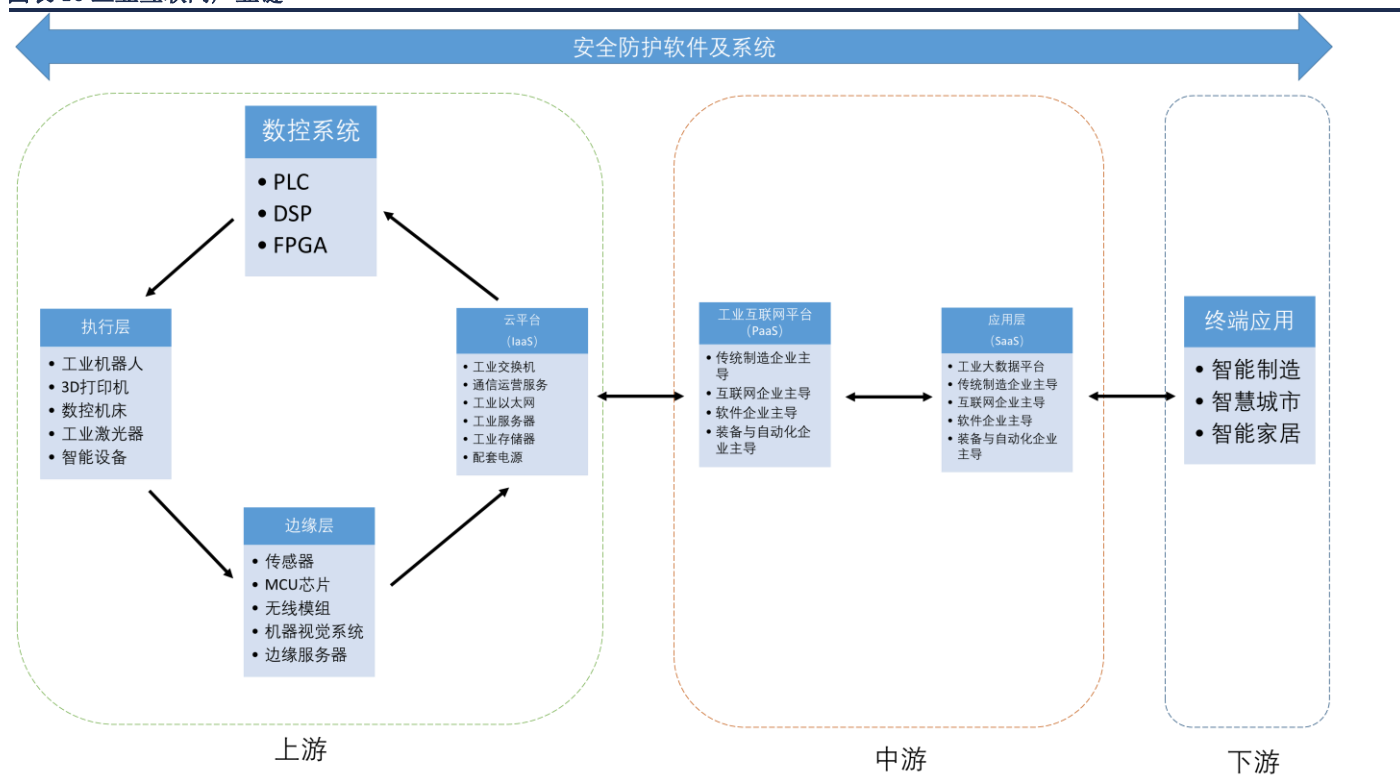 安全防护软件及系统
数控系统
• PLC
• DSP
• FPGA
执行层
• 工业机器人
• 3D打印机
• 数控机床
• 工业激光器
• 智能设备
云平台
（IaaS）
• 工业交换机
• 通信运营服务
• 工业以太网
• 工业服务器
• 工业存储器
• 配套电源
边缘层
• 传感器
• MCU芯片
• 无线模组
• 机器视觉系统
• 边缘服务器
上游
工业互联网平台
（PaaS）
• 传统制造企业主
导
• 互联网企业主导
• 软件企业主导
• 装备与自动化企
业主导
应用层
（SaaS）
• 工业大数据平台
• 传统制造企业主导
• 互联网企业主导
• 软件企业主导
• 装备与自动化企业
主导
中游
终端应用
• 智能制造
• 智慧城市
• 智能家居
下游